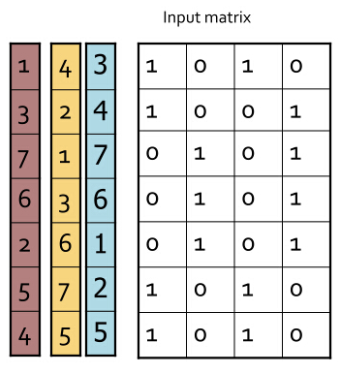 Input matrix
1 4 3 1 0 1 0
3 2 4 1 0 0 1
7 1 7 0 1 0 1
6 3 6 0 1 0 1
2 6 1 0 1 0 1
5 7 2 1 0 1 0
4 5 5 1 0 1 0